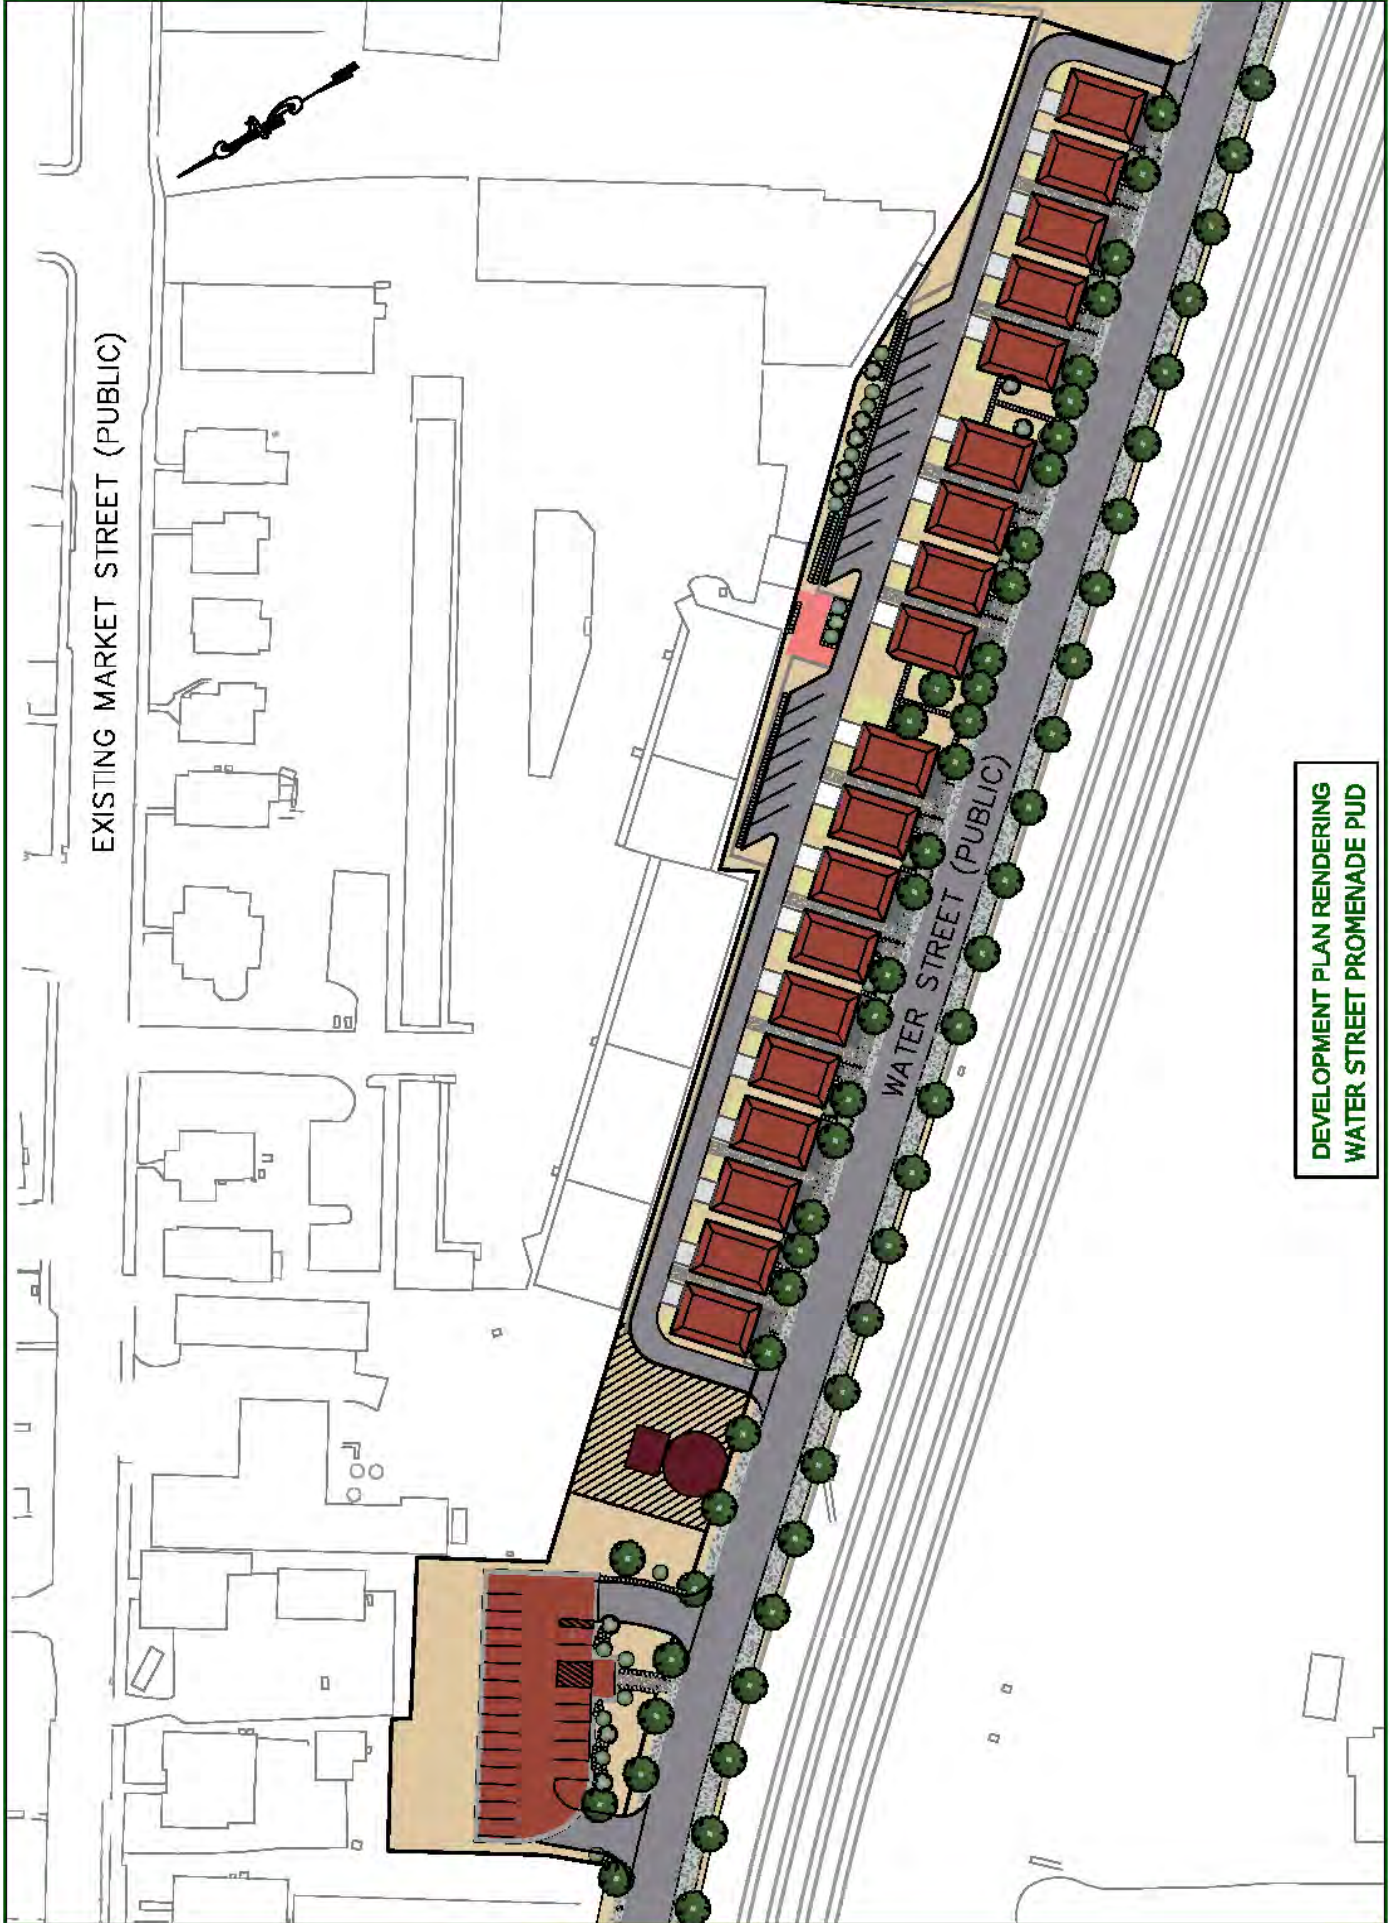 EXISTING MARKET STREET (PUBLIC)
WATER STREET (PUBLIC)
DEVELOPMENT PLAN RENDERING
WATER STREET PROMENADE PUD